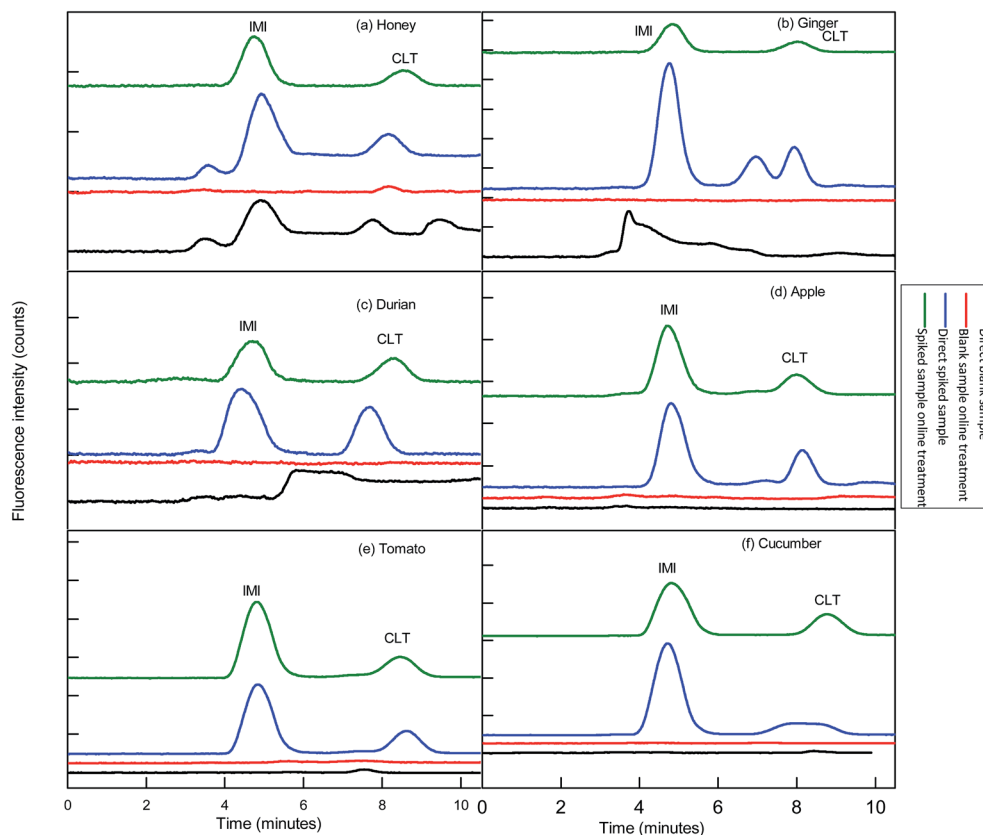 (a) Honey
IMI
CLT
(b) Ginger
IMI
CLT
(c) Durian
IMI
CLT
(d) Apple
IMI
CLT
(e) Tomato
IMI
CLT
(f) Cucumber
IMI
CLT
Fluorescence intensity (counts)
0 2 4 6 8 10
0 2 4 6 8 10
Time (minutes)
Time (minutes)
Blank sample online treatment
Direct spiked sample
Spiked sample online treatment